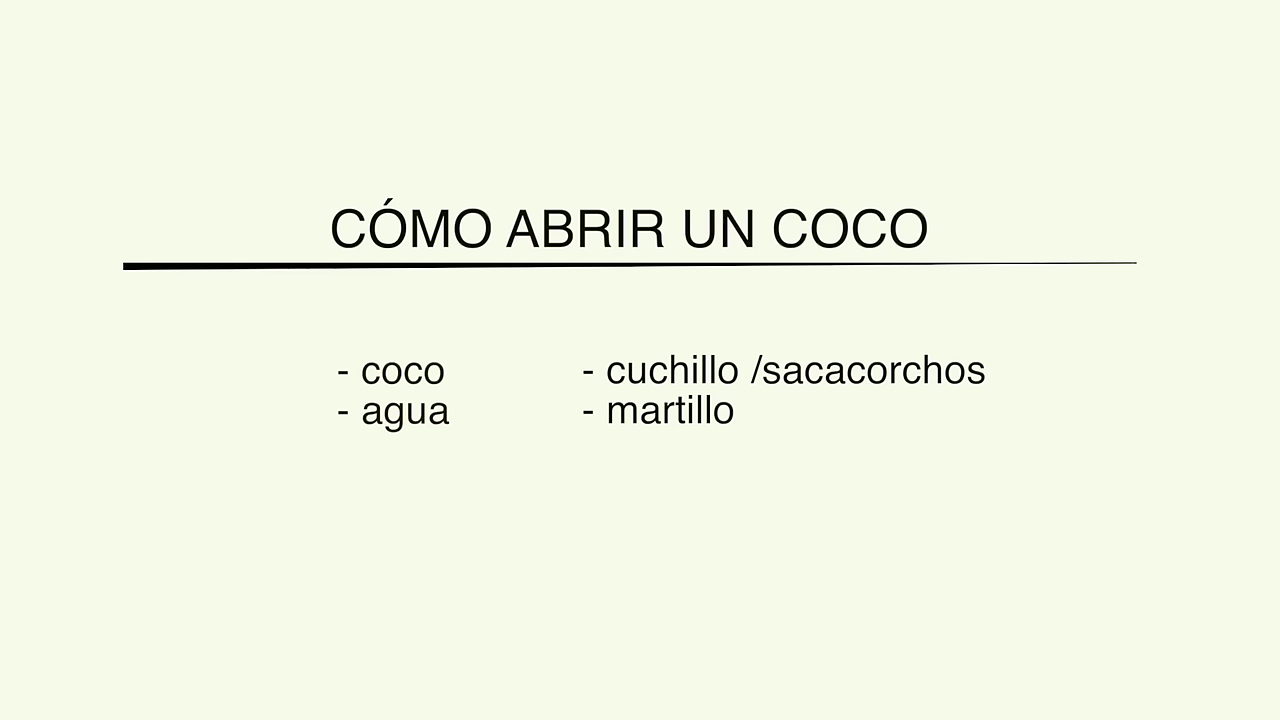 CÓMO ABRIR UN COCO
- coco
- agua
- cuchillo /sacacorchos
- martillo